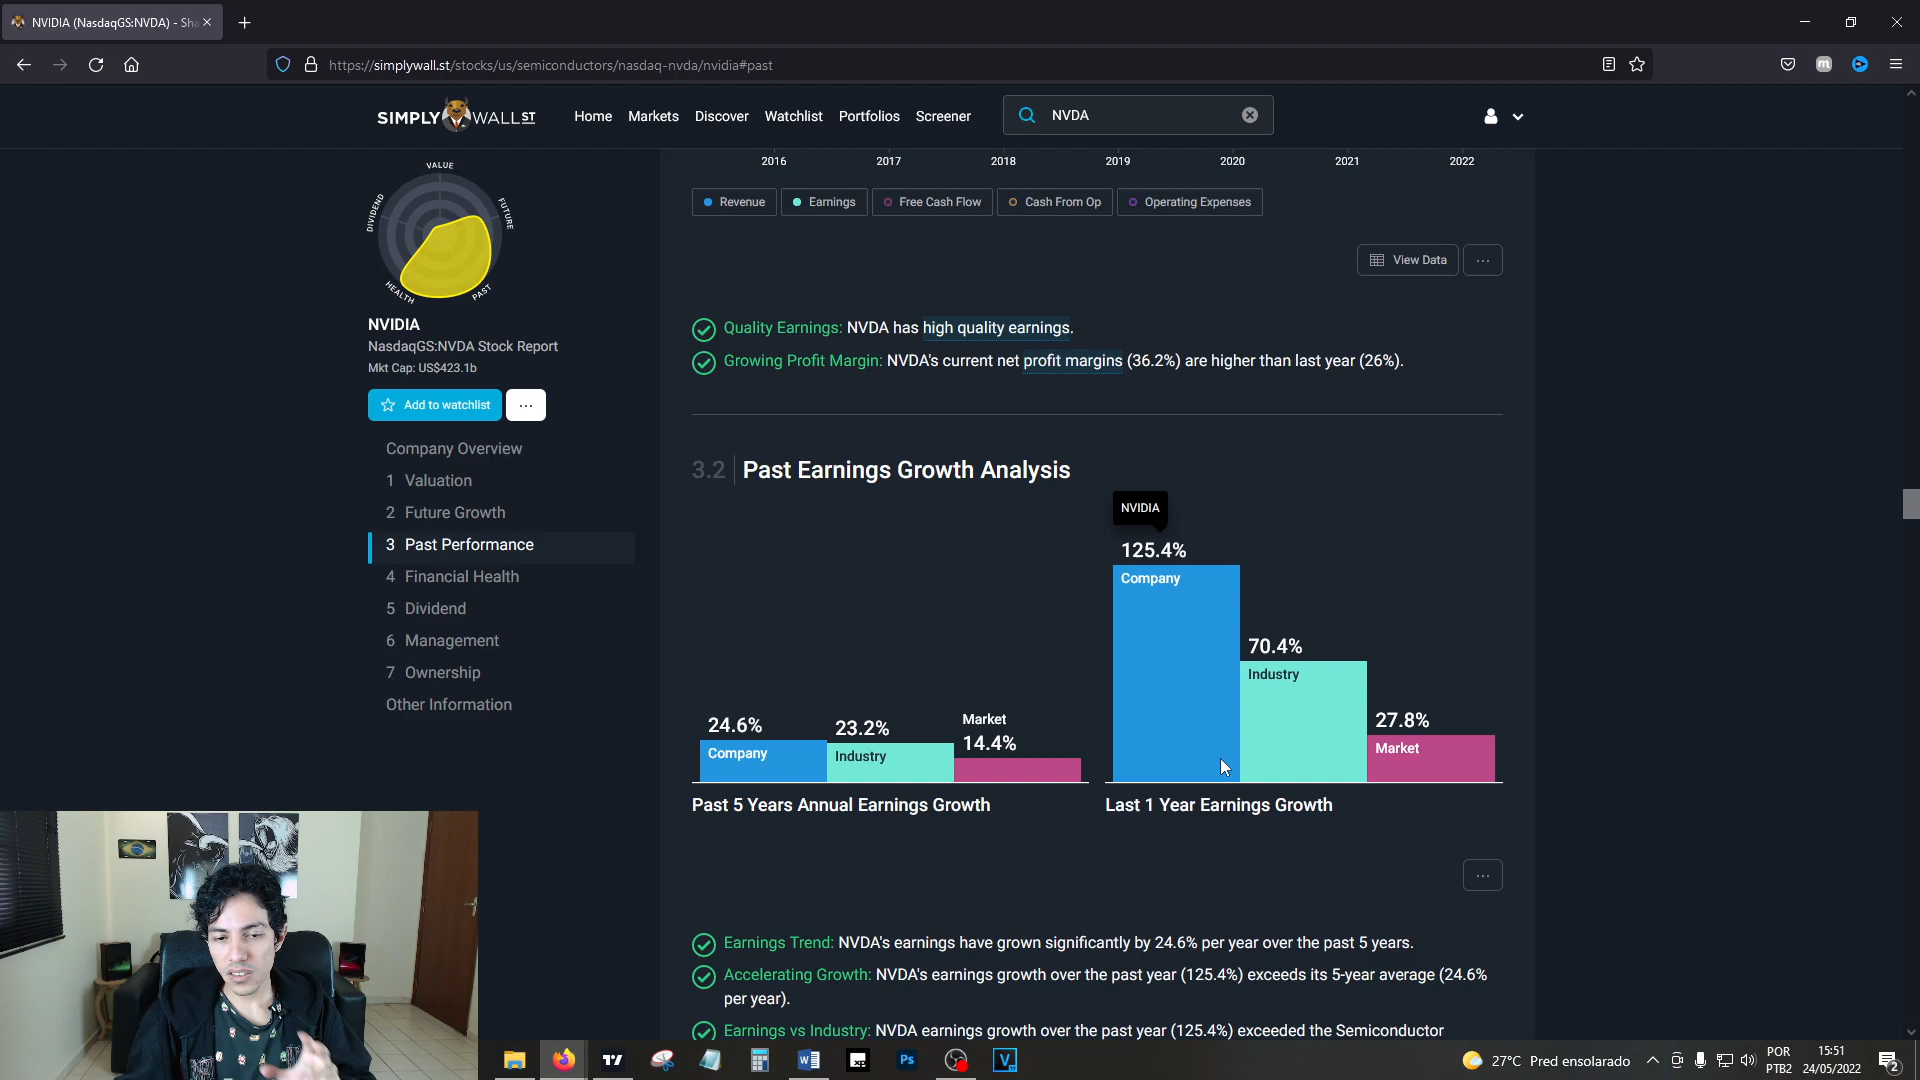 NVIDIA (NasdaqGS:NVDA) - Sha
https://simplywall.st/stocks/us/semiconductors/nasdaq-nvda/nvidia#past
SIMPLY WALL ST
Home
Markets
Discover
Watchlist
Portfolios
Screener
NVDA
VALUE
FUTURE
PAST
HEALTH
DIVIDEND
NVIDIA
NasdaqGS:NVDA Stock Report
Mkt Cap: US$423.1b
Add to watchlist
...
Company Overview
1 Valuation
2 Future Growth
3 Past Performance
4 Financial Health
5 Dividend
6 Management
7 Ownership
Other Information
2016 2017 2018 2019 2020 2021 2022
Revenue
Earnings
Free Cash Flow
Cash From Op
Operating Expenses
View Data
...
Quality Earnings: NVDA has high quality earnings.
Growing Profit Margin: NVDA's current net profit margins (36.2%) are higher than last year (26%).
3.2 Past Earnings Growth Analysis
NVIDIA
24.6%
Company
23.2%
Industry
Market
14.4%
Past 5 Years Annual Earnings Growth
125.4%
Company
70.4%
Industry
27.8%
Market
Last 1 Year Earnings Growth
...
Earnings Trend: NVDA's earnings have grown significantly by 24.6% per year over the past 5 years.
Accelerating Growth: NVDA's earnings growth over the past year (125.4%) exceeds its 5-year average (24.6%
per year).
Earnings vs Industry: NVDA earnings growth over the past year (125.4%) exceeded the Semiconductor
Ps
27°C Pred ensolarado
POR
PTB2
15:51
24/05/2022
2